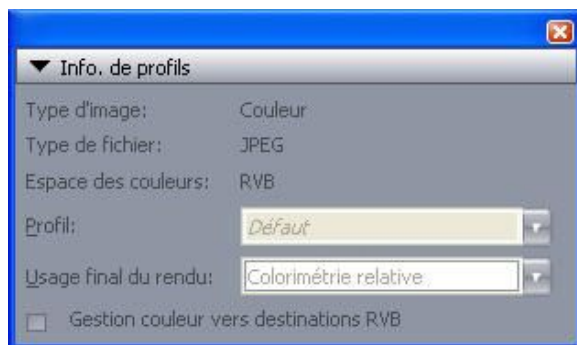 Info. de profils
Type d'image: Couleur
Type de fichier: JPEG
Espace des couleurs: RVB
Profil: Défaut
Usage final du rendu: Colorimétrie relative
Gestion couleur vers destinations RVB